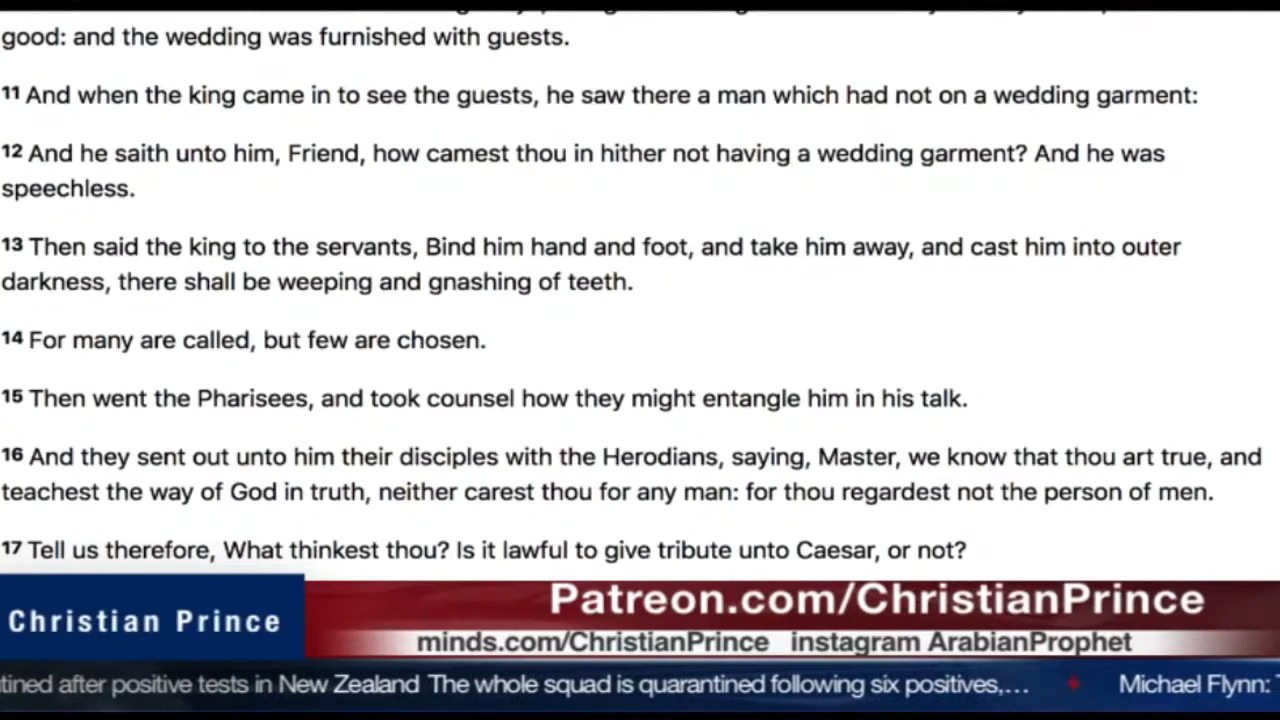 good: and the wedding was furnished with guests.
11 And when the king came in to see the guests, he saw there a man which had not on a wedding garment:
12 And he saith unto him, Friend, how camest thou in hither not having a wedding garment? And he was
speechless.
13 Then said the king to the servants, Bind him hand and foot, and take him away, and cast him into outer
darkness, there shall be weeping and gnashing of teeth.
14 For many are called, but few are chosen.
15 Then went the Pharisees, and took counsel how they might entangle him in his talk.
16 And they sent out unto him their disciples with the Herodians, saying, Master, we know that thou art true, and
teachest the way of God in truth, neither carest thou for any man: for thou regardest not the person of men.
17 Tell us therefore, What thinkest thou? Is it lawful to give tribute unto Caesar, or not?
Christian Prince
Patreon.com/ChristianPrince
minds.com/ChristianPrince instagram ArabianProphet
tined after positive tests in New Zealand The whole squad is quarantined following six positives,... Michael Flynn: